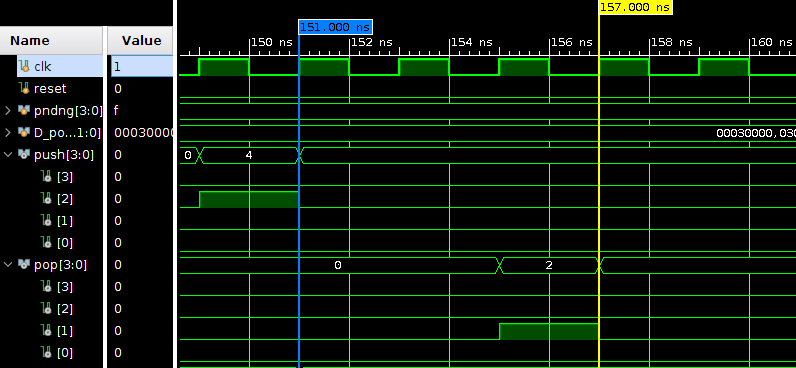 157.000 ns
151.000 ns
Name Value 150 ns 152 ns 154 ns 156 ns 158 ns 160 ns
clk 1
reset 0
pndng[3:0] f
D_po...1:0] 00030000 00030000,030
push[3:0] 0 0 4
[3] 0
[2] 0
[1] 0
[0] 0
pop[3:0] 0 0 2
[3] 0
[2] 0
[1] 0
[0] 0